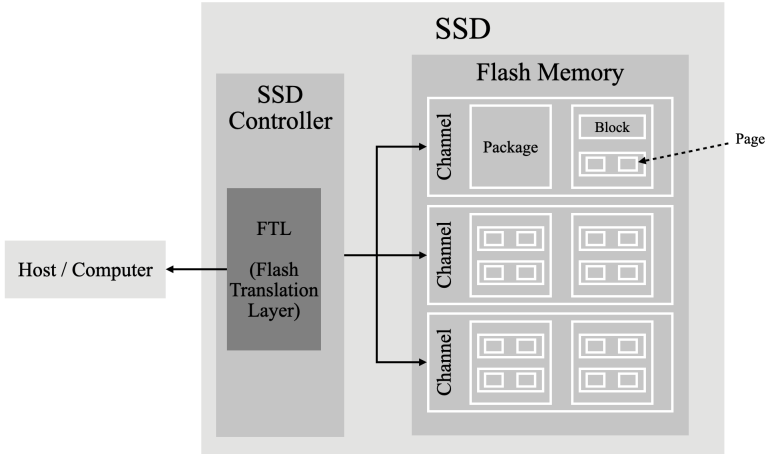 SSD
SSD
Controller
FTL
(Flash
Translation
Layer)
Host / Computer
Flash Memory
Channel
Package
Block
Page
Channel
Channel